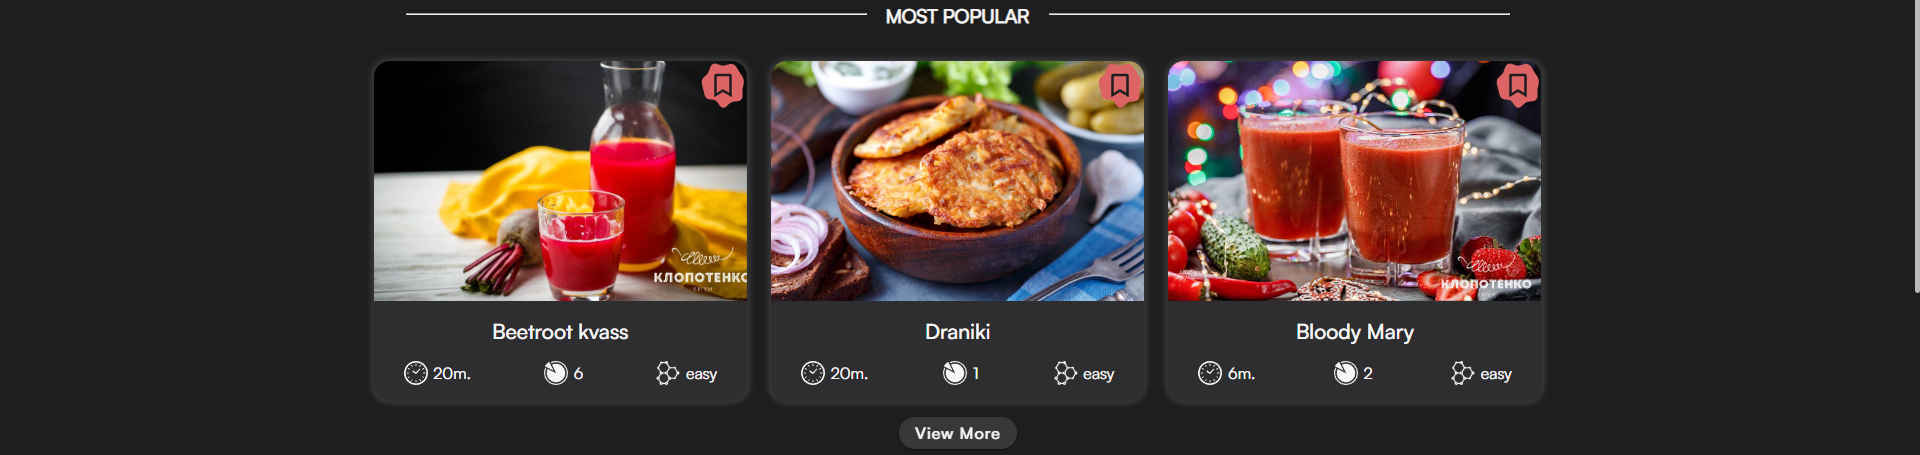 MOST POPULAR
КЛОПОТЕНКО
КЛОПОТЕНКО
Beetroot kvass
Draniki
Bloody Mary
20m. 6 easy
20m. 1 easy
6m. 2 easy
View More